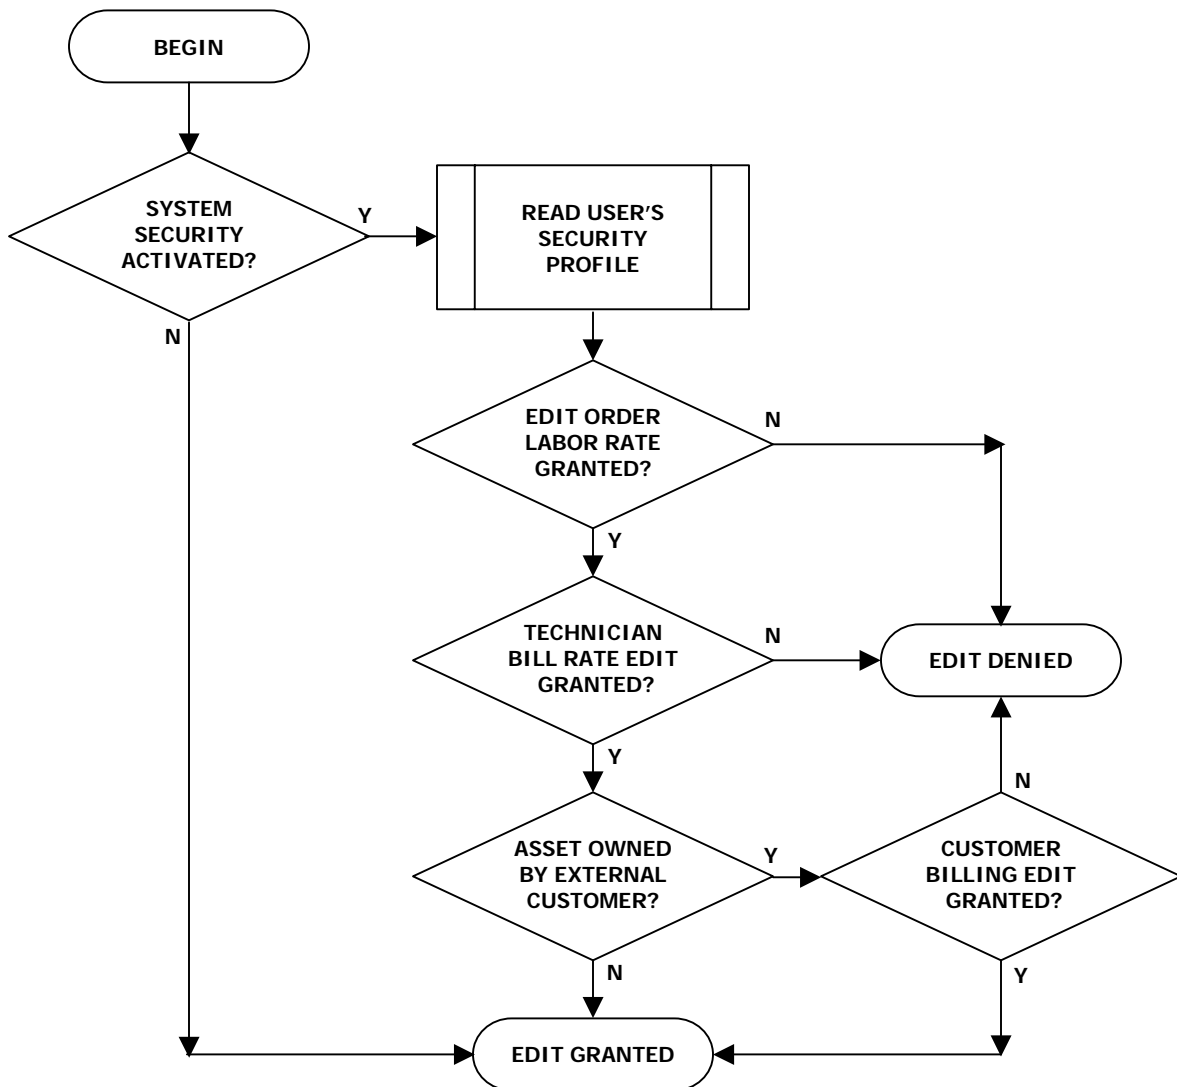 BEGIN
SYSTEM
SECURITY
ACTIVATED?
Y
N
READ USER'S
SECURITY
PROFILE
EDIT ORDER
LABOR RATE
GRANTED?
N
Y
TECHNICIAN
BILL RATE EDIT
GRANTED?
N
Y
EDIT DENIED
ASSET OWNED
BY EXTERNAL
CUSTOMER?
Y
N
CUSTOMER
BILLING EDIT
GRANTED?
N
Y
EDIT GRANTED